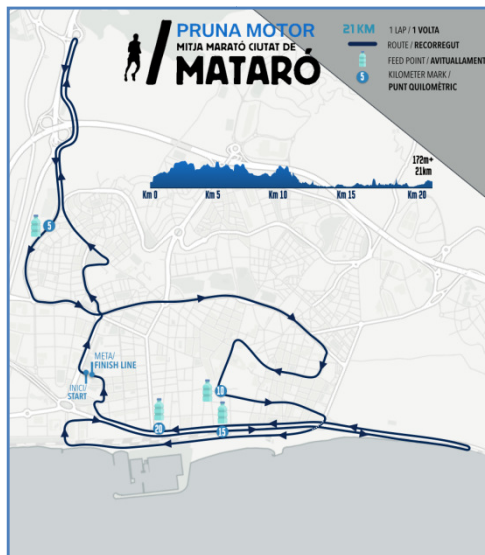 PRUNA MOTOR
MITJA MARATÓ CIUTAT DE
MATARÓ
21 KM
1 LAP / 1 VOLTA
ROUTE / RECORREGUT
FEED POINT / AVITUALLAMENT
5
KILOMETER MARK /
PUNT QUILOMÈTRIC
172m+
21km
Km 0
Km 5
Km 10
Km 15
Km 20
5
META/
FINISH LINE
INICI/
START
10
20
15